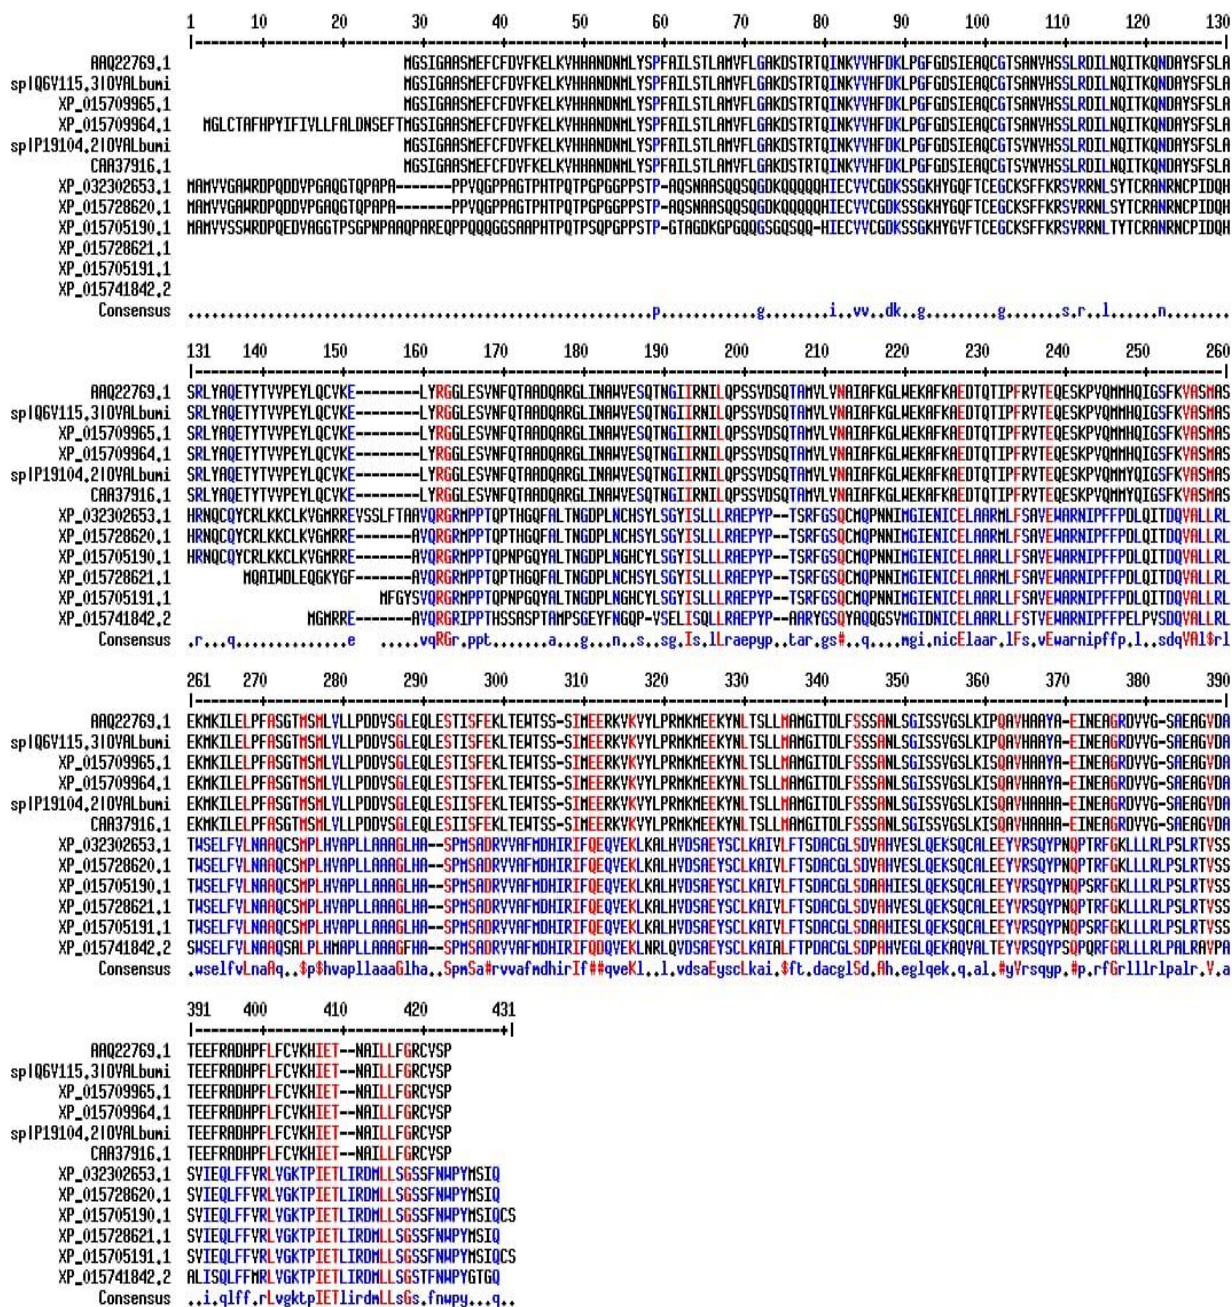 1 10 20 30 40 50 60 70 80 90 100 110 120 130
|--------+---------+---------+---------+---------+---------+---------+---------+---------+---------+---------+---------+---------|
AAQ22769.1 MGSIGAASMEFCFDVFKELKVHHANDNMLYSPFAILSTLAMVFLGAKDSTRTQINKVVHFDKLPGFGDSIEAQCGTSANVHSSLRDILNQITKQNDAYSFSLA
sp|Q6V115.3|OVALbumi MGSIGAASMEFCFDVFKELKVHHANDNMLYSPFAILSTLAMVFLGAKDSTRTQINKVVHFDKLPGFGDSIEAQCGTSANVHSSLRDILNQITKQNDAYSFSLA
XP_015709965.1 MGSIGAASMEFCFDVFKELKVHHANDNMLYSPFAILSTLAMVFLGAKDSTRTQINKVVHFDKLPGFGDSIEAQCGTSANVHSSLRDILNQITKQNDAYSFSLA
XP_015709964.1 MGLCTAFHPYIFIVLLFALDNSEFTMGSIGAASMEFCFDVFKELKVHHANDNMLYSPFAILSTLAMVFLGAKDSTRTQINKVVHFDKLPGFGDSIEAQCGTSANVHSSLRDILNQITKQNDAYSFSLA
sp|P19104.2|OVALbumi MGSIGAASMEFCFDVFKELKVHHANDNMLYSPFAILSTLAMVFLGAKDSTRTQINKVVHFDKLPGFGDSIEAQCGTSVNVHSSLRDILNQITKQNDAYSFSLA
CAA37916.1 MGSIGAASMEFCFDVFKELKVHHANDNMLYSPFAILSTLAMVFLGAKDSTRTQINKVVHFDKLPGFGDSIEAQCGTSVNVHSSLRDILNQITKQNDAYSFSLA
XP_032302653.1 MAMVVGAWRDPQDDVPGAQGTQPAPA-------PPVQGPPAGTPHTPQTPGPGGPPSTP-AQSNAASQQSQGDKQQQQQHIECVVCGDKSSGKHYGQFTCEGCKSFFKRSVRRNLSYTCRANRNCPIDQH
XP_015728620.1 MAMVVGAWRDPQDDVPGAQGTQPAPA-------PPVQGPPAGTPHTPQTPGPGGPPSTP-AQSNAASQQSQGDKQQQQQHIECVVCGDKSSGKHYGQFTCEGCKSFFKRSVRRNLSYTCRANRNCPIDQH
XP_015705190.1 MAMVVSSWRDPQEDVAGGTPSGPNPAAQPAREQPPQQQGGSAAPHTPQTPSQPGPPSTPGTAGDKGPGQQGSGQSQQ-HIECVVCGDKSSGKHYGVFTCEGCKSFFKRSVRRNLTYTCRANRNCPIDQH
XP_015728621.1
XP_015705191.1
XP_015741842.2
Consensus ..........................................................p............g........i..vv..dk..g.........g.......s.r..l......n........
131 140 150 160 170 180 190 200 210 220 230 240 250 260
|--------+---------+---------+---------+---------+---------+---------+---------+---------+---------+---------+---------+---------|
AAQ22769.1 SRLYAQETYTVVPEYLQCVKE--------LYRGGLESVNFQTAADQARGLINAWVESQTNGIIRNILQPSSVDSQTAMVLVNAIAFKGLWEKAFKAEDTQTIPFRVTEQESKPVQMMHQIGSFKVASMAS
sp|Q6V115.3|OVALbumi SRLYAQETYTVVPEYLQCVKE--------LYRGGLESVNFQTAADQARGLINAWVESQTNGIIRNILQPSSVDSQTAMVLVNAIAFKGLWEKAFKAEDTQTIPFRVTEQESKPVQMMHQIGSFKVASMAS
XP_015709965.1 SRLYAQETYTVVPEYLQCVKE--------LYRGGLESVNFQTAADQARGLINAWVESQTNGIIRNILQPSSVDSQTAMVLVNAIAFKGLWEKAFKAEDTQTIPFRVTEQESKPVQMMHQIGSFKVASMAS
XP_015709964.1 SRLYAQETYTVVPEYLQCVKE--------LYRGGLESVNFQTAADQARGLINAWVESQTNGIIRNILQPSSVDSQTAMVLVNAIAFKGLWEKAFKAEDTQTIPFRVTEQESKPVQMMHQIGSFKVASMAS
sp|P19104.2|OVALbumi SRLYAQETYTVVPEYLQCVKE--------LYRGGLESVNFQTAADQARGLINAWVESQTNGIIRNILQPSSVDSQTAMVLVNAIAFKGLWEKAFKAEDTQTIPFRVTEQESKPVQMMYQIGSFKVASMAS
CAA37916.1 SRLYAQETYTVVPEYLQCVKE--------LYRGGLESVNFQTAADQARGLINAWVESQTNGIIRNILQPSSVDSQTAMVLVNAIAFKGLWEKAFKAEDTQTIPFRVTEQESKPVQMMYQIGSFKVASMAS
XP_032302653.1 HRNQCQYCRLKKCLKVGMRREVSSLFTAAVQRGRMPPTQPTHGQFALTNGDPLNCHSYLSGYISLLLRAEPYP--TSRFGSQCMQPNNIMGIENICELAARMLFSAVEWARNIPFFPDLQITDQVALLRL
XP_015728620.1 HRNQCQYCRLKKCLKVGMRRE-------AVQRGRMPPTQPTHGQFALTNGDPLNCHSYLSGYISLLLRAEPYP--TSRFGSQCMQPNNIMGIENICELAARMLFSAVEWARNIPFFPDLQITDQVALLRL
XP_015705190.1 HRNQCQYCRLKKCLKVGMRRE-------AVQRGRMPPTQPNPGQYALTNGDPLNGHCYLSGYISLLLRAEPYP--TSRFGSQCMQPNNIMGIENICELAARLLFSAVEWARNIPFFPDLQITDQVALLRL
XP_015728621.1 MQAIWDLEQGKYGF-------AVQRGRMPPTQPTHGQFALTNGDPLNCHSYLSGYISLLLRAEPYP--TSRFGSQCMQPNNIMGIENICELAARMLFSAVEWARNIPFFPDLQITDQVALLRL
XP_015705191.1 MFGYSVQRGRMPPTQPNPGQYALTNGDPLNGHCYLSGYISLLLRAEPYP--TSRFGSQCMQPNNIMGIENICELAARLLFSAVEWARNIPFFPDLQITDQVALLRL
XP_015741842.2 MGMRRE-------AVQRGRIPPTHSSASPTAMPSGEYFNGQP-VSELISQLLRAEPYP--AARYGSQYAQQGSVMGIDNICELAARLLFSTVEWARNIPFFPELPVSDQVALLRL
Consensus .r...q..............e .....vqRGr.ppt.......a...g...n..s..sg.Is.lLraepyp..tar.gs#..q....mgi.nicElaar.lFs.vEwarnipffp.l..sdqVAl$rl
261 270 280 290 300 310 320 330 340 350 360 370 380 390
|--------+---------+---------+---------+---------+---------+---------+---------+---------+---------+---------+---------+---------|
AAQ22769.1 EKMKILELPFASGTMSMLVLLPDDVSGLEQLESTISFEKLTEWTSS-SIMEERKVKVYLPRMKMEEKYNLTSLLMAMGITDLFSSSANLSGISSVGSLKIPQAVHAAYA-EINEAGRDVVG-SAEAGVDA
sp|Q6V115.3|OVALbumi EKMKILELPFASGTMSMLVLLPDDVSGLEQLESTISFEKLTEWTSS-SIMEERKVKVYLPRMKMEEKYNLTSLLMAMGITDLFSSSANLSGISSVGSLKIPQAVHAAYA-EINEAGRDVVG-SAEAGVDA
XP_015709965.1 EKMKILELPFASGTMSMLVLLPDDVSGLEQLESTISFEKLTEWTSS-SIMEERKVKVYLPRMKMEEKYNLTSLLMAMGITDLFSSSANLSGISSVGSLKISQAVHAAYA-EINEAGRDVVG-SAEAGVDA
XP_015709964.1 EKMKILELPFASGTMSMLVLLPDDVSGLEQLESTISFEKLTEWTSS-SIMEERKVKVYLPRMKMEEKYNLTSLLMAMGITDLFSSSANLSGISSVGSLKISQAVHAAYA-EINEAGRDVVG-SAEAGVDA
sp|P19104.2|OVALbumi EKMKILELPFASGTMSMLVLLPDDVSGLEQLESIISFEKLTEWTSS-SIMEERKVKVYLPRMKMEEKYNLTSLLMAMGITDLFSSSANLSGISSVGSLKISQAVHAAHA-EINEAGRDVVG-SAEAGVDA
CAA37916.1 EKMKILELPFASGTMSMLVLLPDDVSGLEQLESIISFEKLTEWTSS-SIMEERKVKVYLPRMKMEEKYNLTSLLMAMGITDLFSSSANLSGISSVGSLKISQAVHAAHA-EINEAGRDVVG-SAEAGVDA
XP_032302653.1 TWSELFVLNAAQCSMPLHVAPLLAAAGLHA--SPMSADRVVAFMDHIRIFQEQVEKLKALHVDSAEYSCLKAIVLFTSDACGLSDVAHVESLQEKSQCALEEYVRSQYPNQPTRFGKLLLRLPSLRTVSS
XP_015728620.1 TWSELFVLNAAQCSMPLHVAPLLAAAGLHA--SPMSADRVVAFMDHIRIFQEQVEKLKALHVDSAEYSCLKAIVLFTSDACGLSDVAHVESLQEKSQCALEEYVRSQYPNQPTRFGKLLLRLPSLRTVSS
XP_015705190.1 TWSELFVLNAAQCSMPLHVAPLLAAAGLHA--SPMSADRVVAFMDHIRIFQEQVEKLKALHVDSAEYSCLKAIVLFTSDACGLSDAAHIESLQEKSQCALEEYVRSQYPNQPSRFGKLLLRLPSLRTVSS
XP_015728621.1 TWSELFVLNAAQCSMPLHVAPLLAAAGLHA--SPMSADRVVAFMDHIRIFQEQVEKLKALHVDSAEYSCLKAIVLFTSDACGLSDVAHVESLQEKSQCALEEYVRSQYPNQPTRFGKLLLRLPSLRTVSS
XP_015705191.1 TWSELFVLNAAQCSMPLHVAPLLAAAGLHA--SPMSADRVVAFMDHIRIFQEQVEKLKALHVDSAEYSCLKAIVLFTSDACGLSDAAHIESLQEKSQCALEEYVRSQYPNQPSRFGKLLLRLPSLRTVSS
XP_015741842.2 SWSELFVLNAAQSALPLHMAPLLAAAGFHA--SPMSADRVVAFMDHIRIFQDQVEKLNRLQVDSAEYSCLKAIALFTPDACGLSDPAHVEGLQEKAQVALTEYVRSQYPSQPQRFGRLLLRLPALRAVPA
Consensus .wselfvLnaAq..$p$hvapllaaaGlha..SpmSa#rvvafmdhirIf##qveKl..l.vdsaEyscLkai.$ft.dacglSd.Ah.eglqek.q.al.#yVrsqyp.#p.rfGrlllrlpalr.V.a
391 400 410 420 431
|--------+---------+---------+---------+|
AAQ22769.1 TEEFRADHPFLFCVKHIET--NAILLFGRCVSP
sp|Q6V115.3|OVALbumi TEEFRADHPFLFCVKHIET--NAILLFGRCVSP
XP_015709965.1 TEEFRADHPFLFCVKHIET--NAILLFGRCVSP
XP_015709964.1 TEEFRADHPFLFCVKHIET--NAILLFGRCVSP
sp|P19104.2|OVALbumi TEEFRADHPFLFCVKHIET--NAILLFGRCVSP
CAA37916.1 TEEFRADHPFLFCVKHIET--NAILLFGRCVSP
XP_032302653.1 SVIEQLFFVRLVGKTPIETLIRDMLLSGSSFNWPYMSIQ
XP_015728620.1 SVIEQLFFVRLVGKTPIETLIRDMLLSGSSFNWPYMSIQ
XP_015705190.1 SVIEQLFFVRLVGKTPIETLIRDMLLSGSSFNWPYMSIQCS
XP_015728621.1 SVIEQLFFVRLVGKTPIETLIRDMLLSGSSFNWPYMSIQ
XP_015705191.1 SVIEQLFFVRLVGKTPIETLIRDMLLSGSSFNWPYMSIQCS
XP_015741842.2 ALISQLFFMRLVGKTPIETLIRDMLLSGSTFNWPYGTGQ
Consensus ..i.qlff.rLvgktpIETlirdmLLsGs.fnwpy...q..